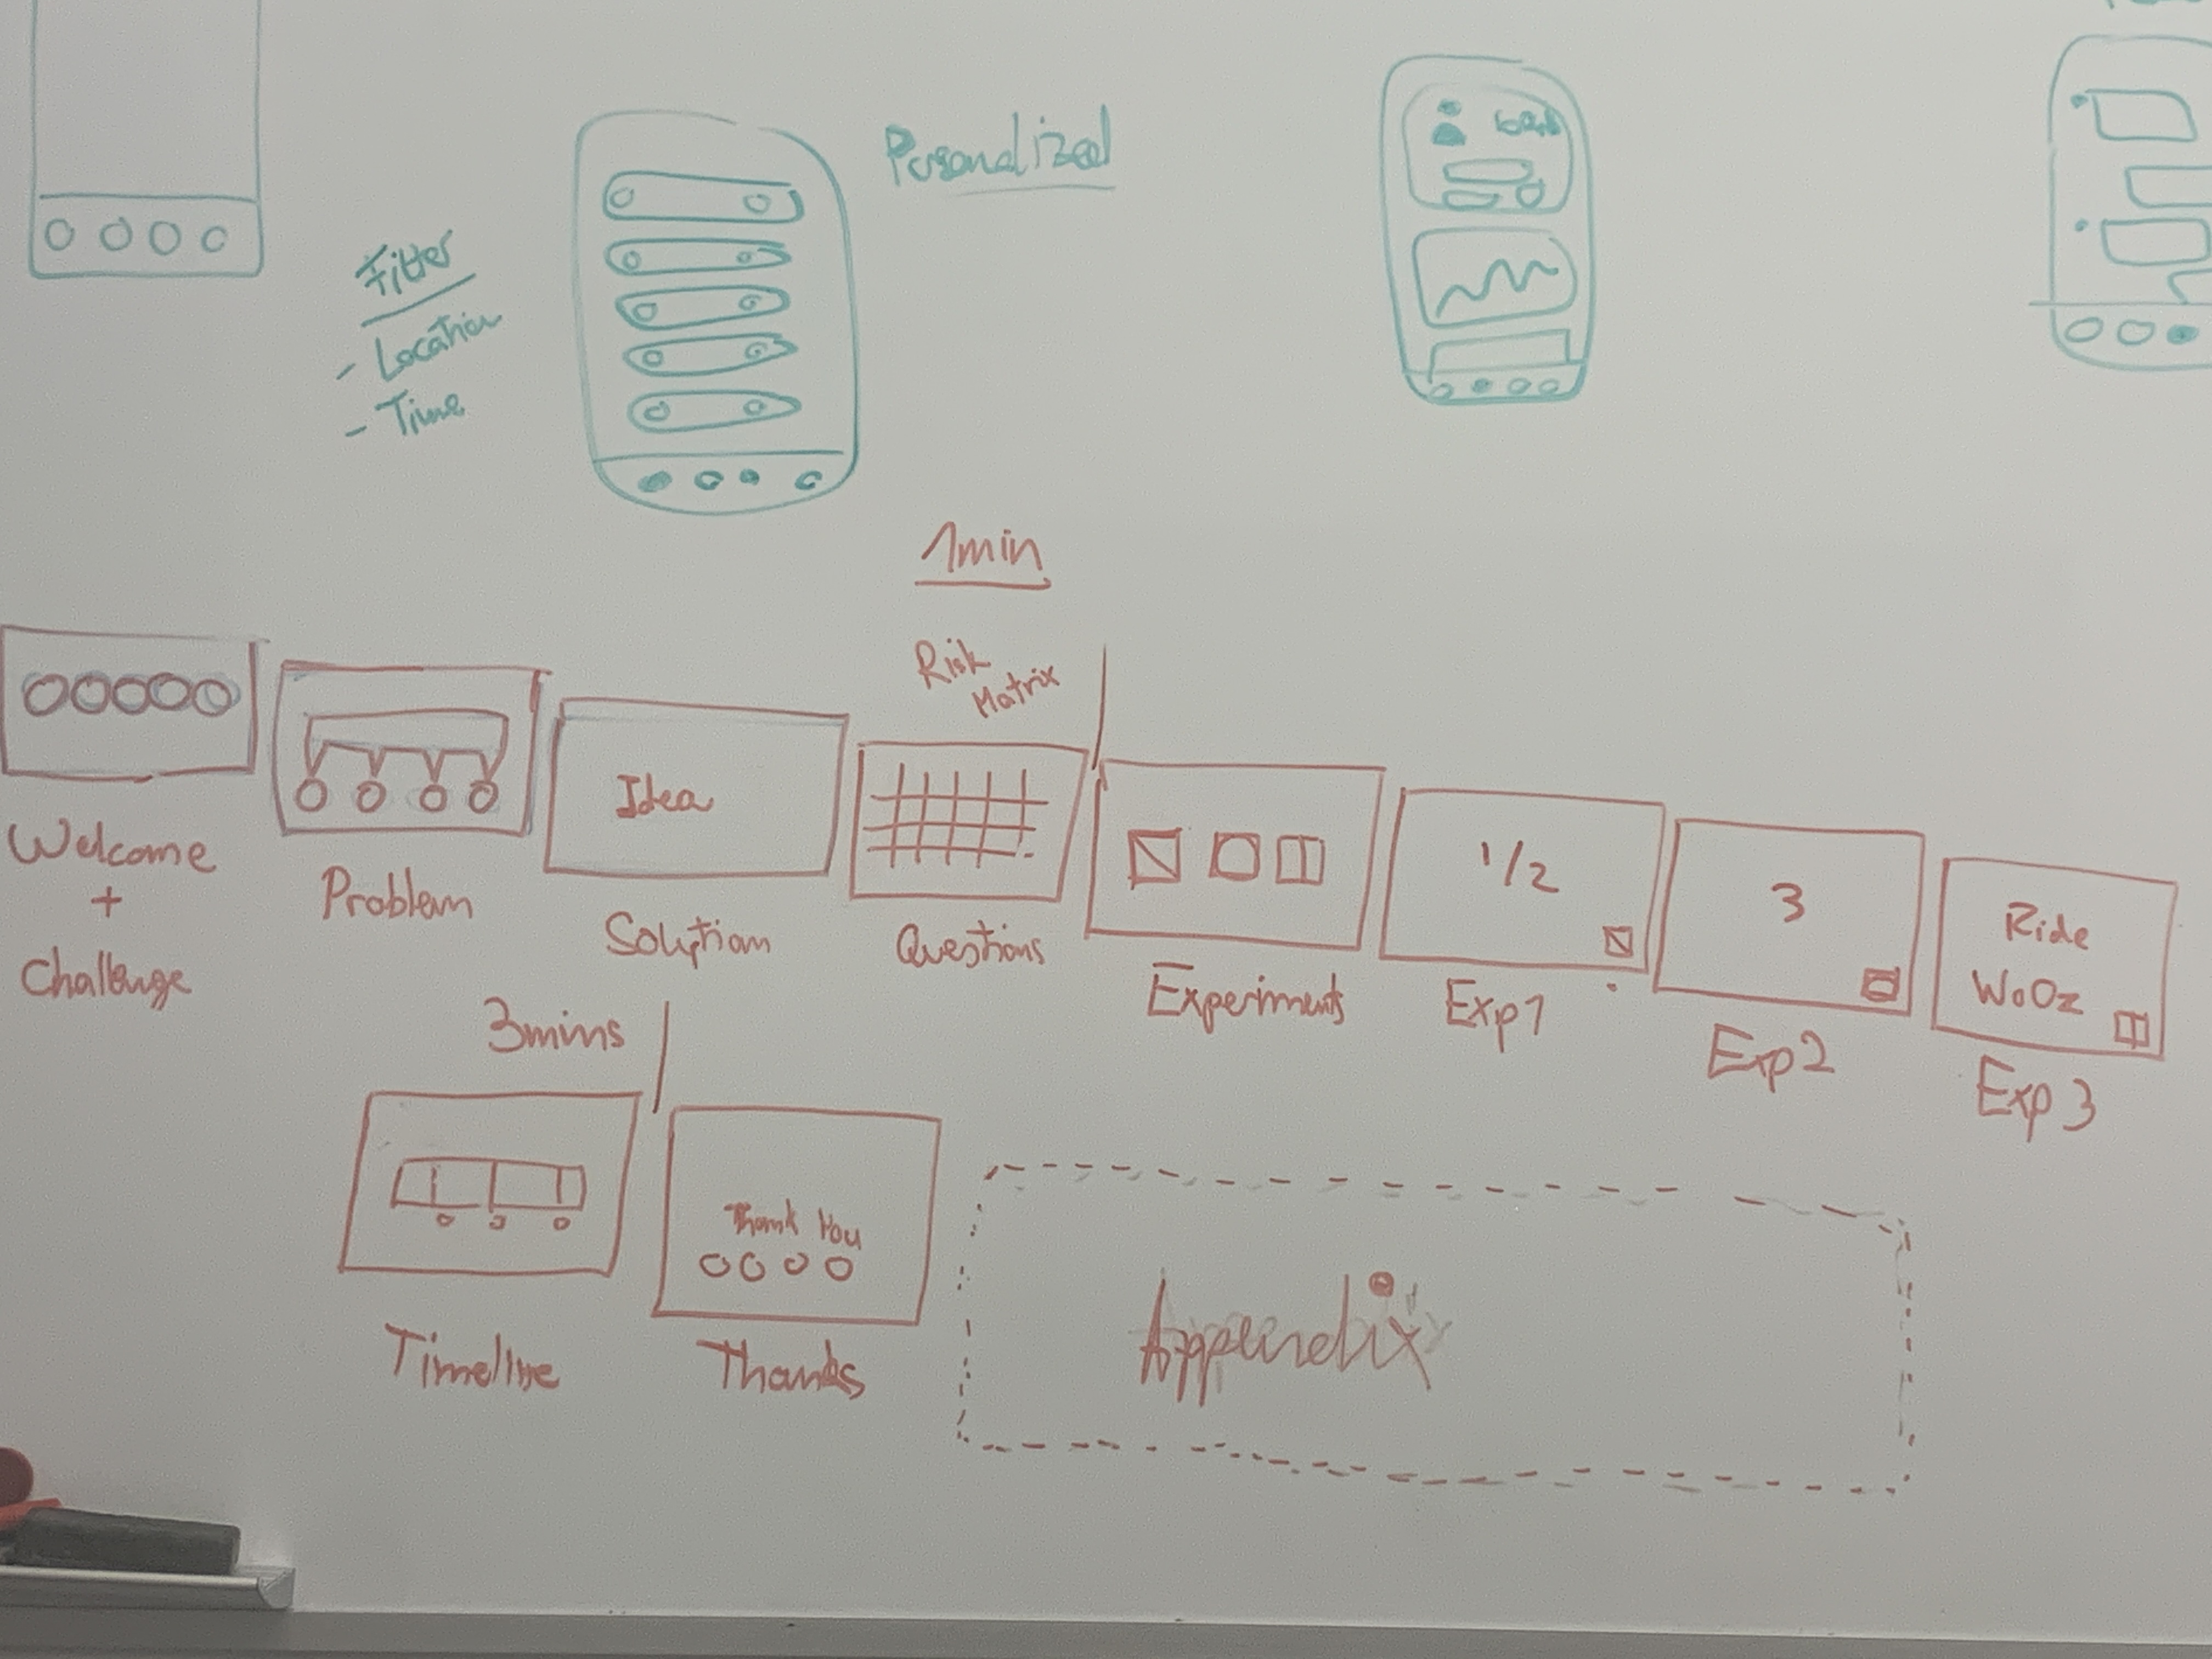 Personalized
Filter
- Location
- Time
1min
Risk
Matrix
Idea
1/2
3
Ride
WoOz
Welcome
+
Challenge
Problem
Solution
Questions
Experiments
Exp1
Exp2
Exp 3
3mins
Thank You
Timeline
Thanks
Appendix